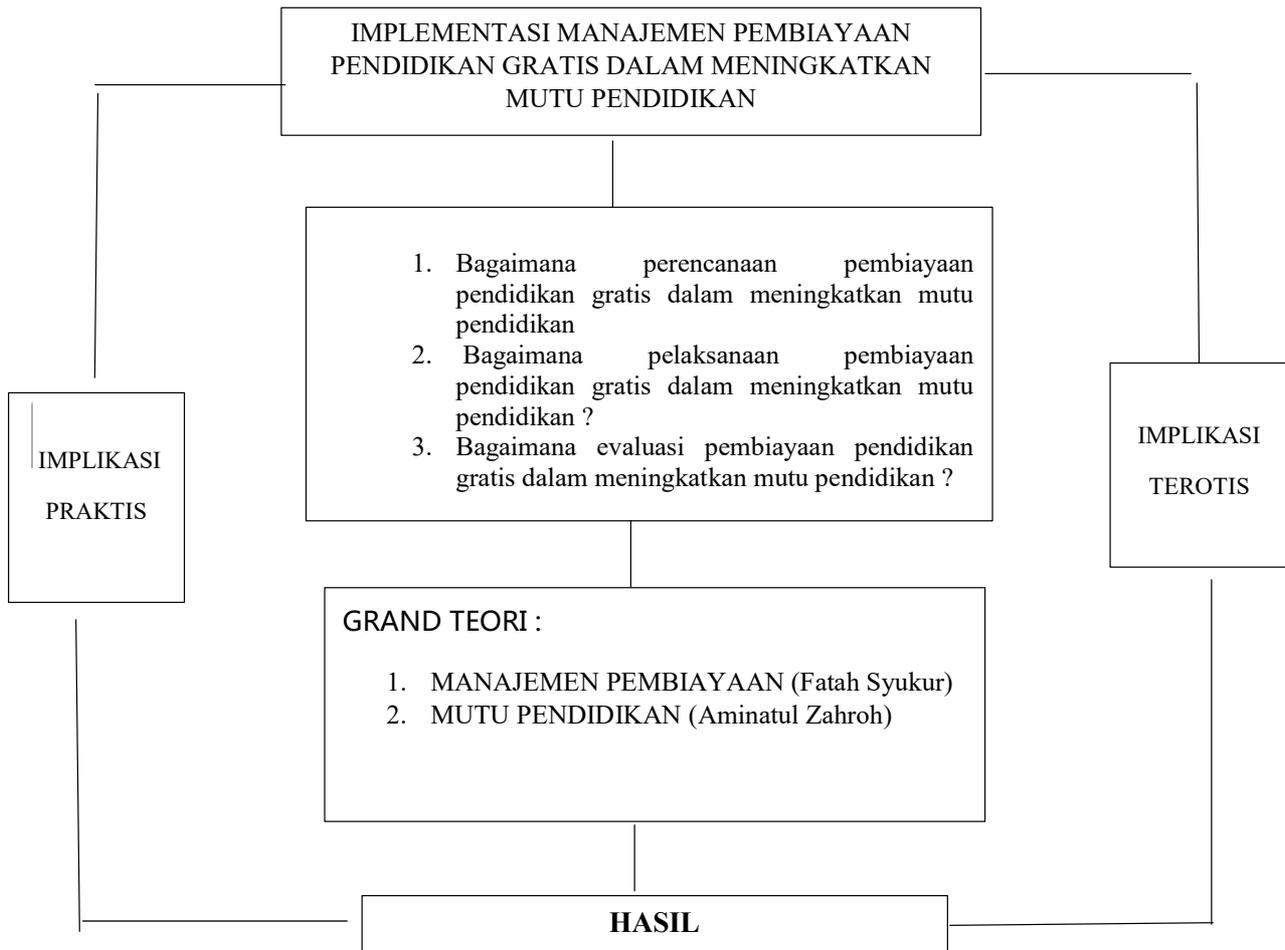 IMPLEMENTASI MANAJEMEN PEMBIAYAAN
PENDIDIKAN GRATIS DALAM MENINGKATKAN
MUTU PENDIDIKAN
1. Bagaimana perencanaan pembiayaan
pendidikan gratis dalam meningkatkan mutu
pendidikan
2. Bagaimana pelaksanaan pembiayaan
pendidikan gratis dalam meningkatkan mutu
pendidikan ?
3. Bagaimana evaluasi pembiayaan pendidikan
gratis dalam meningkatkan mutu pendidikan ?
IMPLIKASI
PRAKTIS
IMPLIKASI
TEROTIS
GRAND TEORI :
1. MANAJEMEN PEMBIAYAAN (Fatah Syukur)
2. MUTU PENDIDIKAN (Aminatul Zahroh)
HASIL